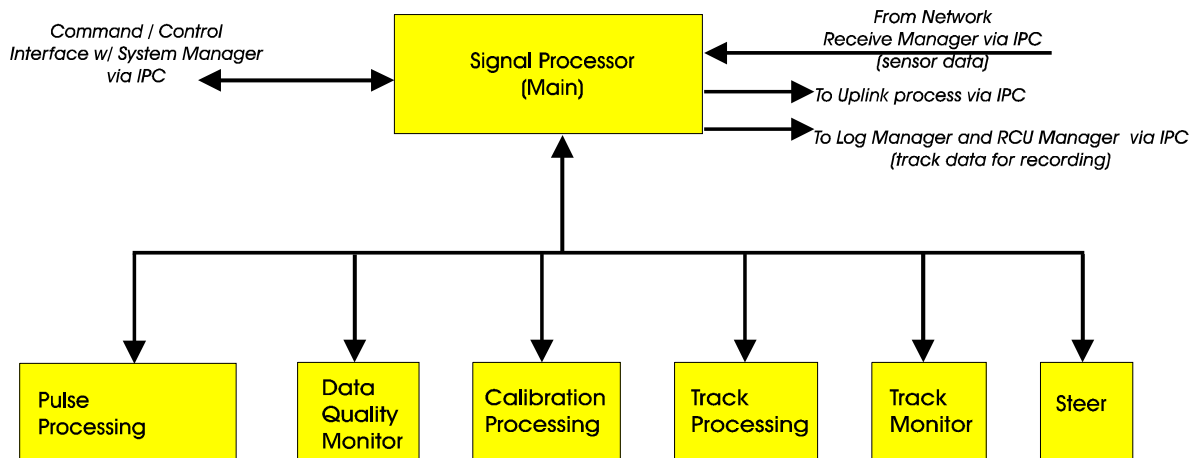 Command / Control
Interface w/ System Manager
via IPC
Signal Processor
(Main)
From Network
Receive Manager via IPC
(sensor data)
To Uplink process via IPC
To Log Manager and RCU Manager via IPC
(track data for recording)
Pulse
Processing
Data
Quality
Monitor
Calibration
Processing
Track
Processing
Track
Monitor
Steer